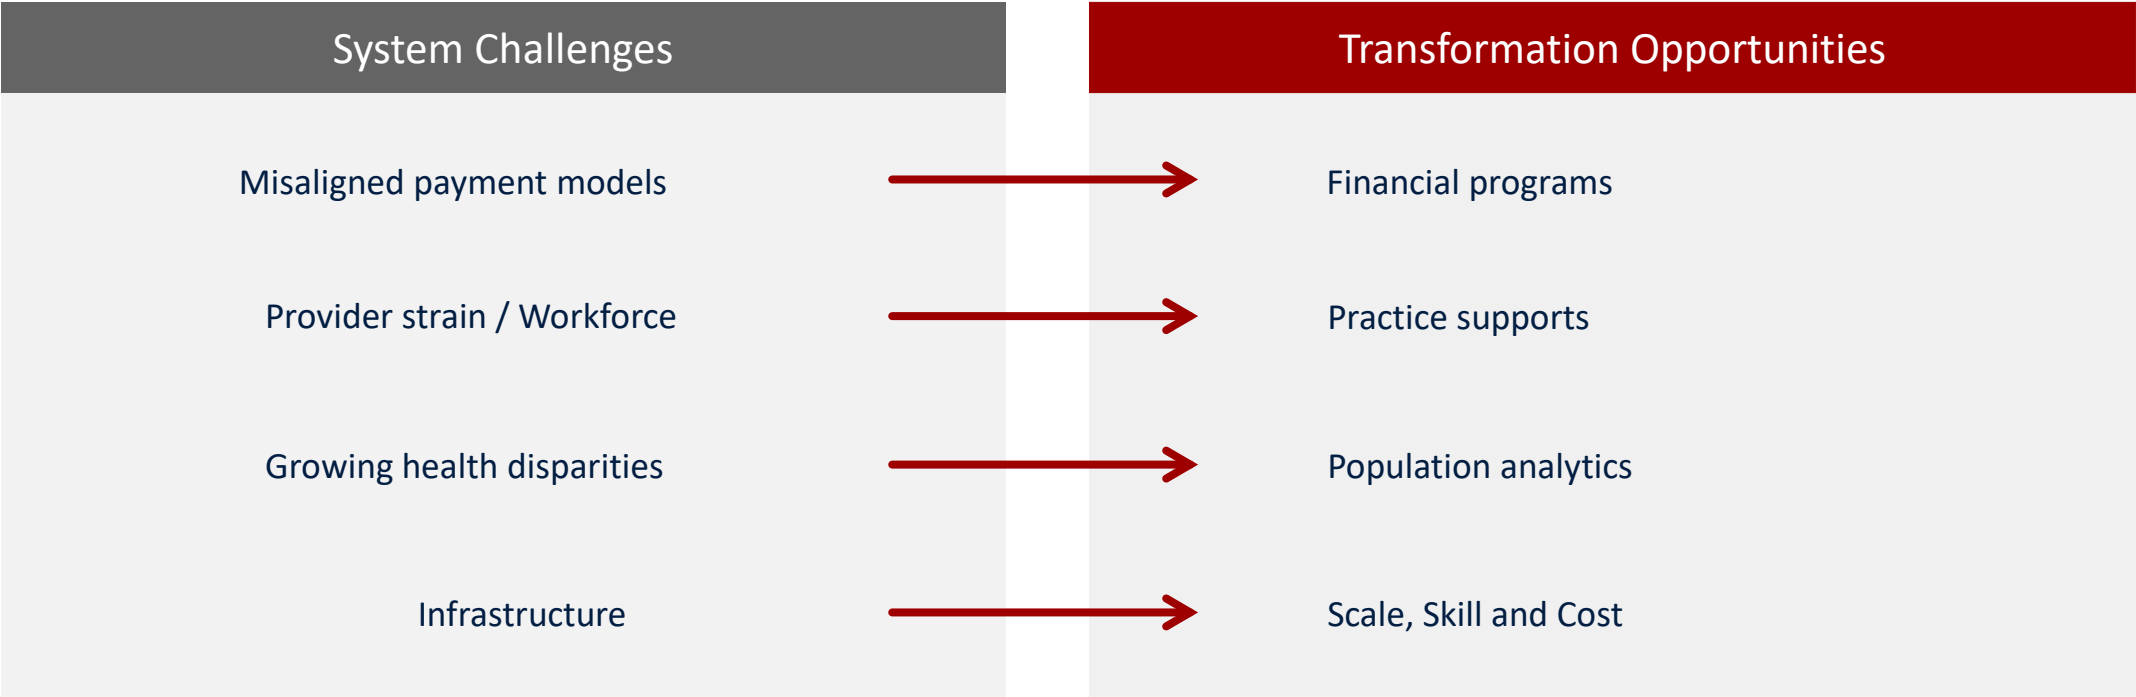 System Challenges
Transformation Opportunities
Misaligned payment models
Financial programs
Provider strain / Workforce
Practice supports
Growing health disparities
Population analytics
Infrastructure
Scale, Skill and Cost